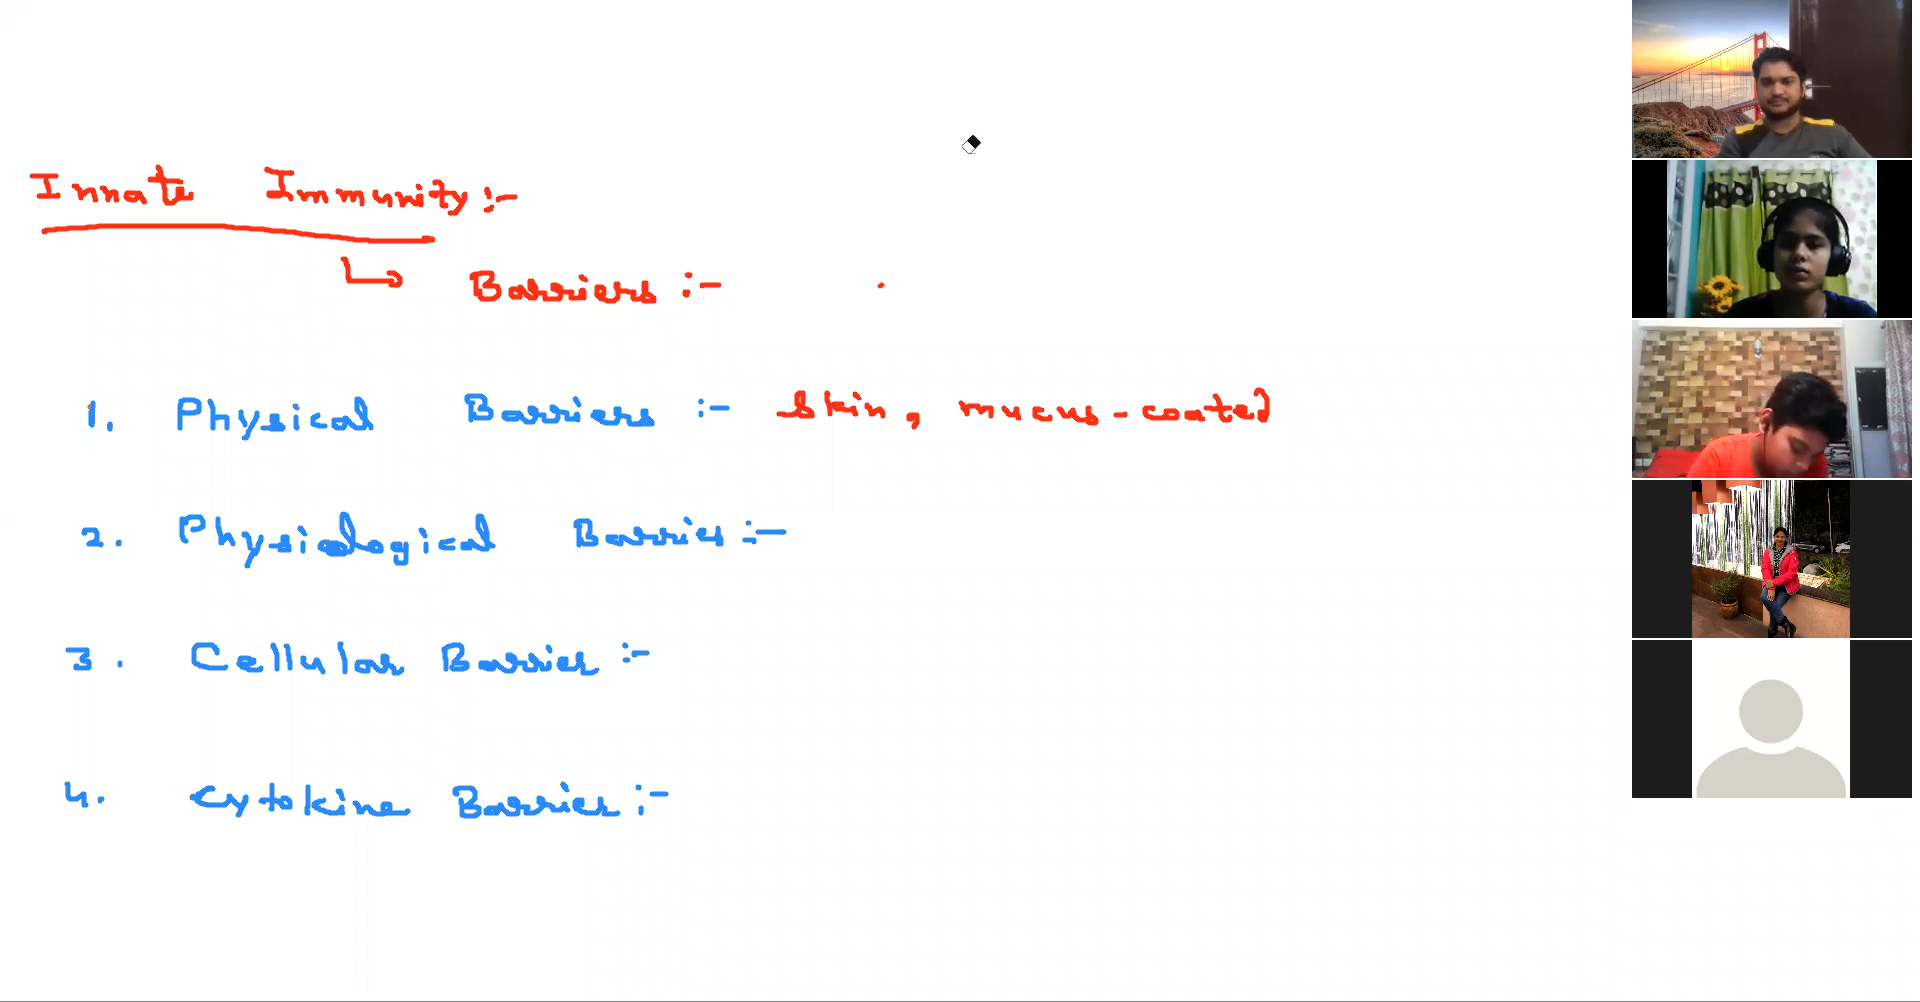 Innate Immunity :-
↳ Barriers :-
1. Physical Barriers :- Skin, mucus-coated
2. Physiological Barrier :-
3. Cellular Barrier :-
4. Cytokine Barrier :-